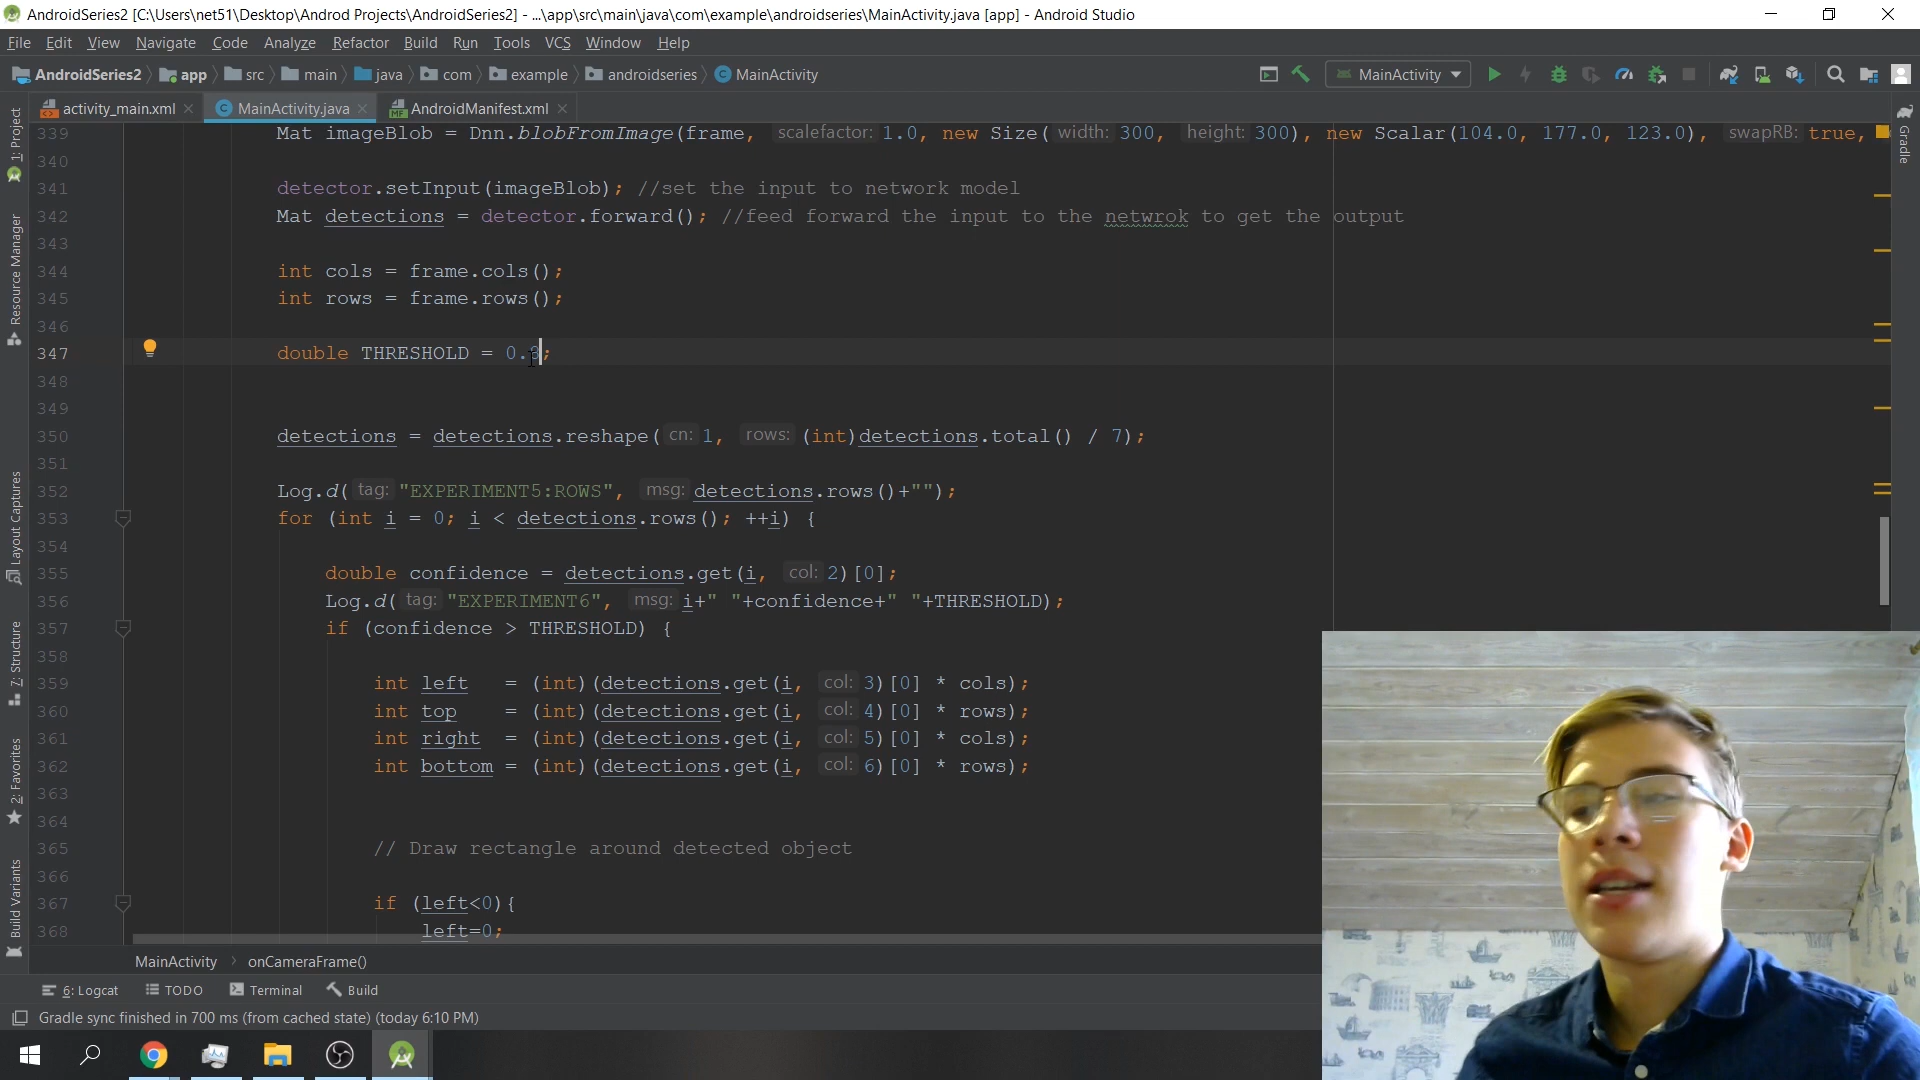 AndroidSeries2 [C:\Users\net51\Desktop\Androd Projects\AndroidSeries2] - ...\app\src\main\java\com\example\androidseries\MainActivity.java [app] - Android Studio
File Edit View Navigate Code Analyze Refactor Build Run Tools VCS Window Help
AndroidSeries2 app src main java com example androidseries MainActivity MainActivity
activity_main.xml MainActivity.java AndroidManifest.xml
1: Project
Resource Manager
Layout Captures
7: Structure
2: Favorites
Build Variants
Gradle
339 Mat imageBlob = Dnn.blobFromImage(frame, scalefactor: 1.0, new Size( width: 300, height: 300), new Scalar(104.0, 177.0, 123.0), swapRB: true,
340
341 detector.setInput(imageBlob); //set the input to network model
342 Mat detections = detector.forward(); //feed forward the input to the netwrok to get the output
343
344 int cols = frame.cols();
345 int rows = frame.rows();
346
347 double THRESHOLD = 0.;
348
349
350 detections = detections.reshape( cn: 1, rows: (int)detections.total() / 7);
351
352 Log.d( tag: "EXPERIMENT5:ROWS", msg: detections.rows()+"");
353 for (int i = 0; i < detections.rows(); ++i) {
354
355 double confidence = detections.get(i, col: 2)[0];
356 Log.d( tag: "EXPERIMENT6", msg: i+" "+confidence+" "+THRESHOLD);
357 if (confidence > THRESHOLD) {
358
359 int left = (int)(detections.get(i, col: 3)[0] * cols);
360 int top = (int)(detections.get(i, col: 4)[0] * rows);
361 int right = (int)(detections.get(i, col: 5)[0] * cols);
362 int bottom = (int)(detections.get(i, col: 6)[0] * rows);
363
364
365 // Draw rectangle around detected object
366
367 if (left<0){
368 left=0;
MainActivity onCameraFrame()
6: Logcat TODO Terminal Build
Gradle sync finished in 700 ms (from cached state) (today 6:10 PM)